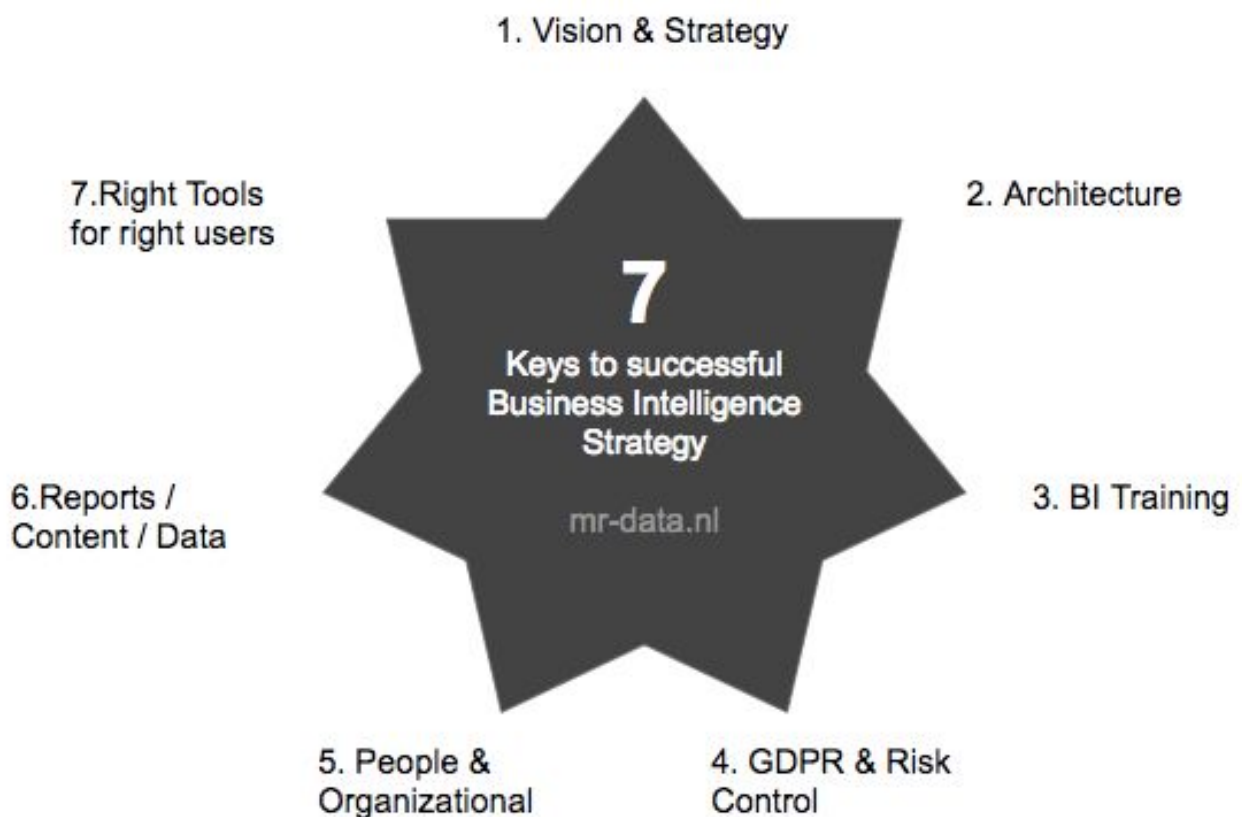 1. Vision & Strategy
2. Architecture
3. BI Training
4. GDPR & Risk
Control
5. People &
Organizational
6.Reports /
Content / Data
7.Right Tools
for right users
7
Keys to successful
Business Intelligence
Strategy
mr-data.nl